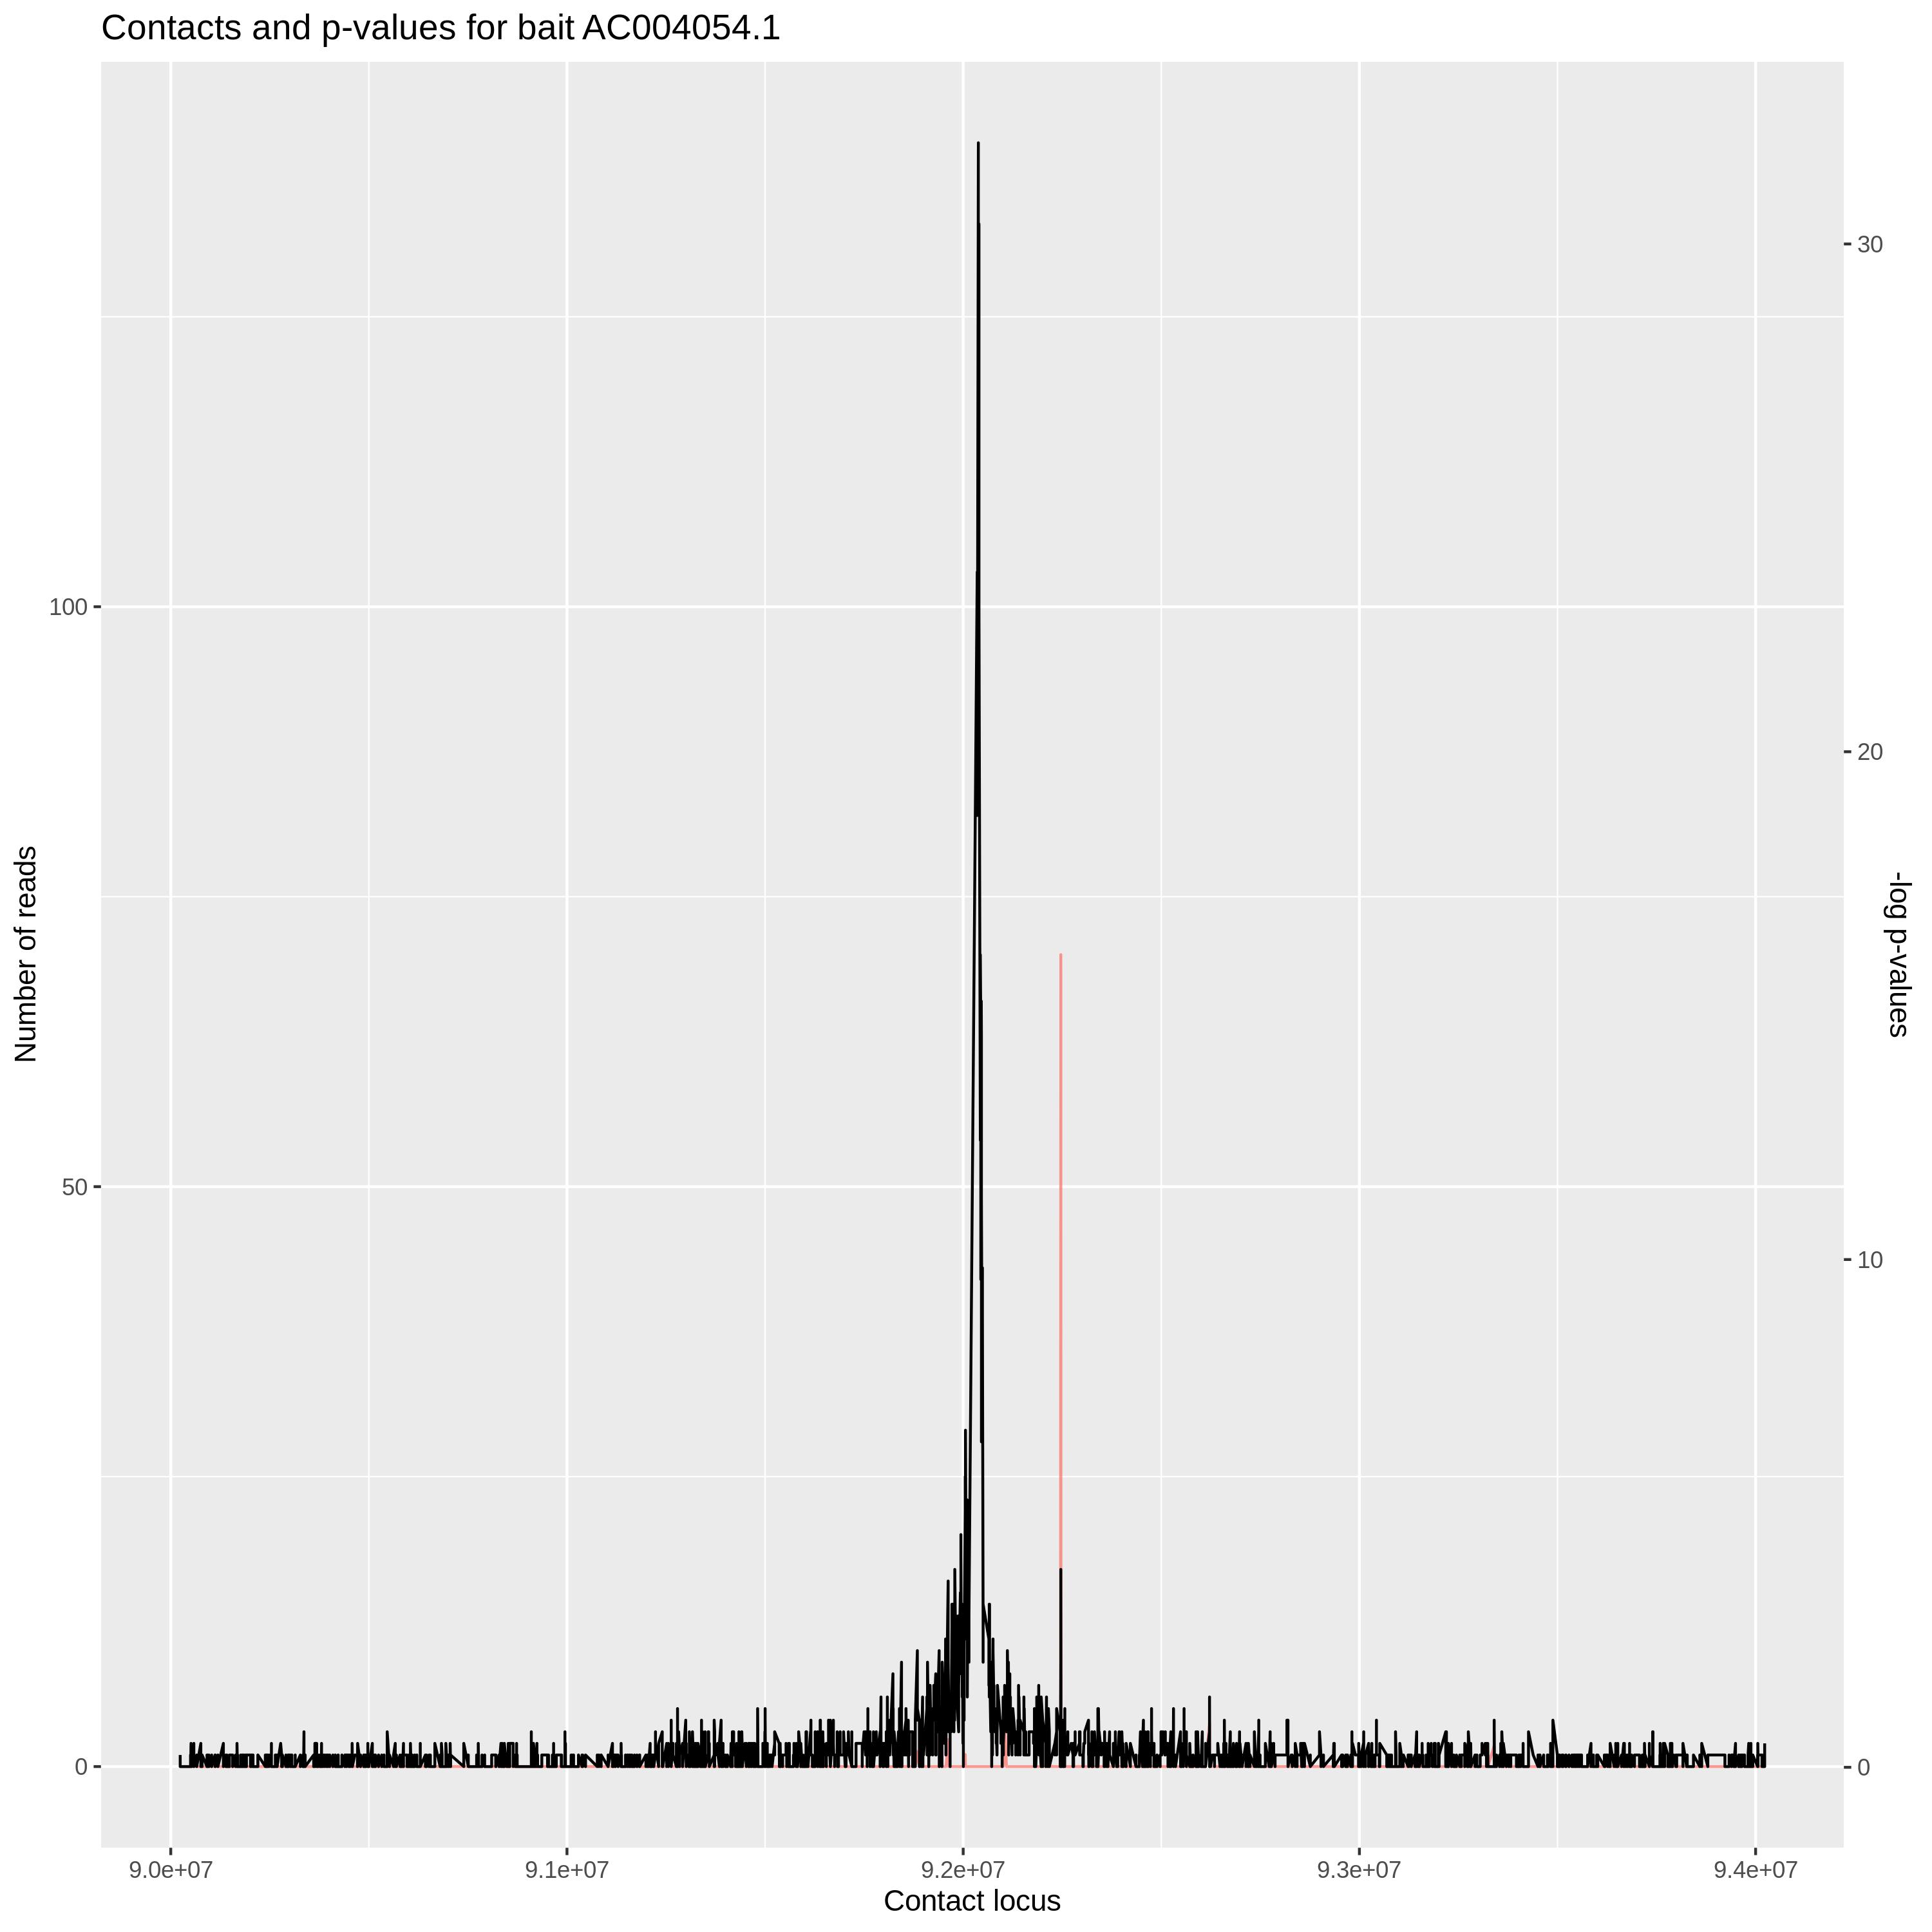 Contacts and p-values for bait AC004054.1
Number of reads
100
50
0
30
20
10
0
-log p-values
9.0e+07
9.1e+07
9.2e+07
9.3e+07
9.4e+07
Contact locus